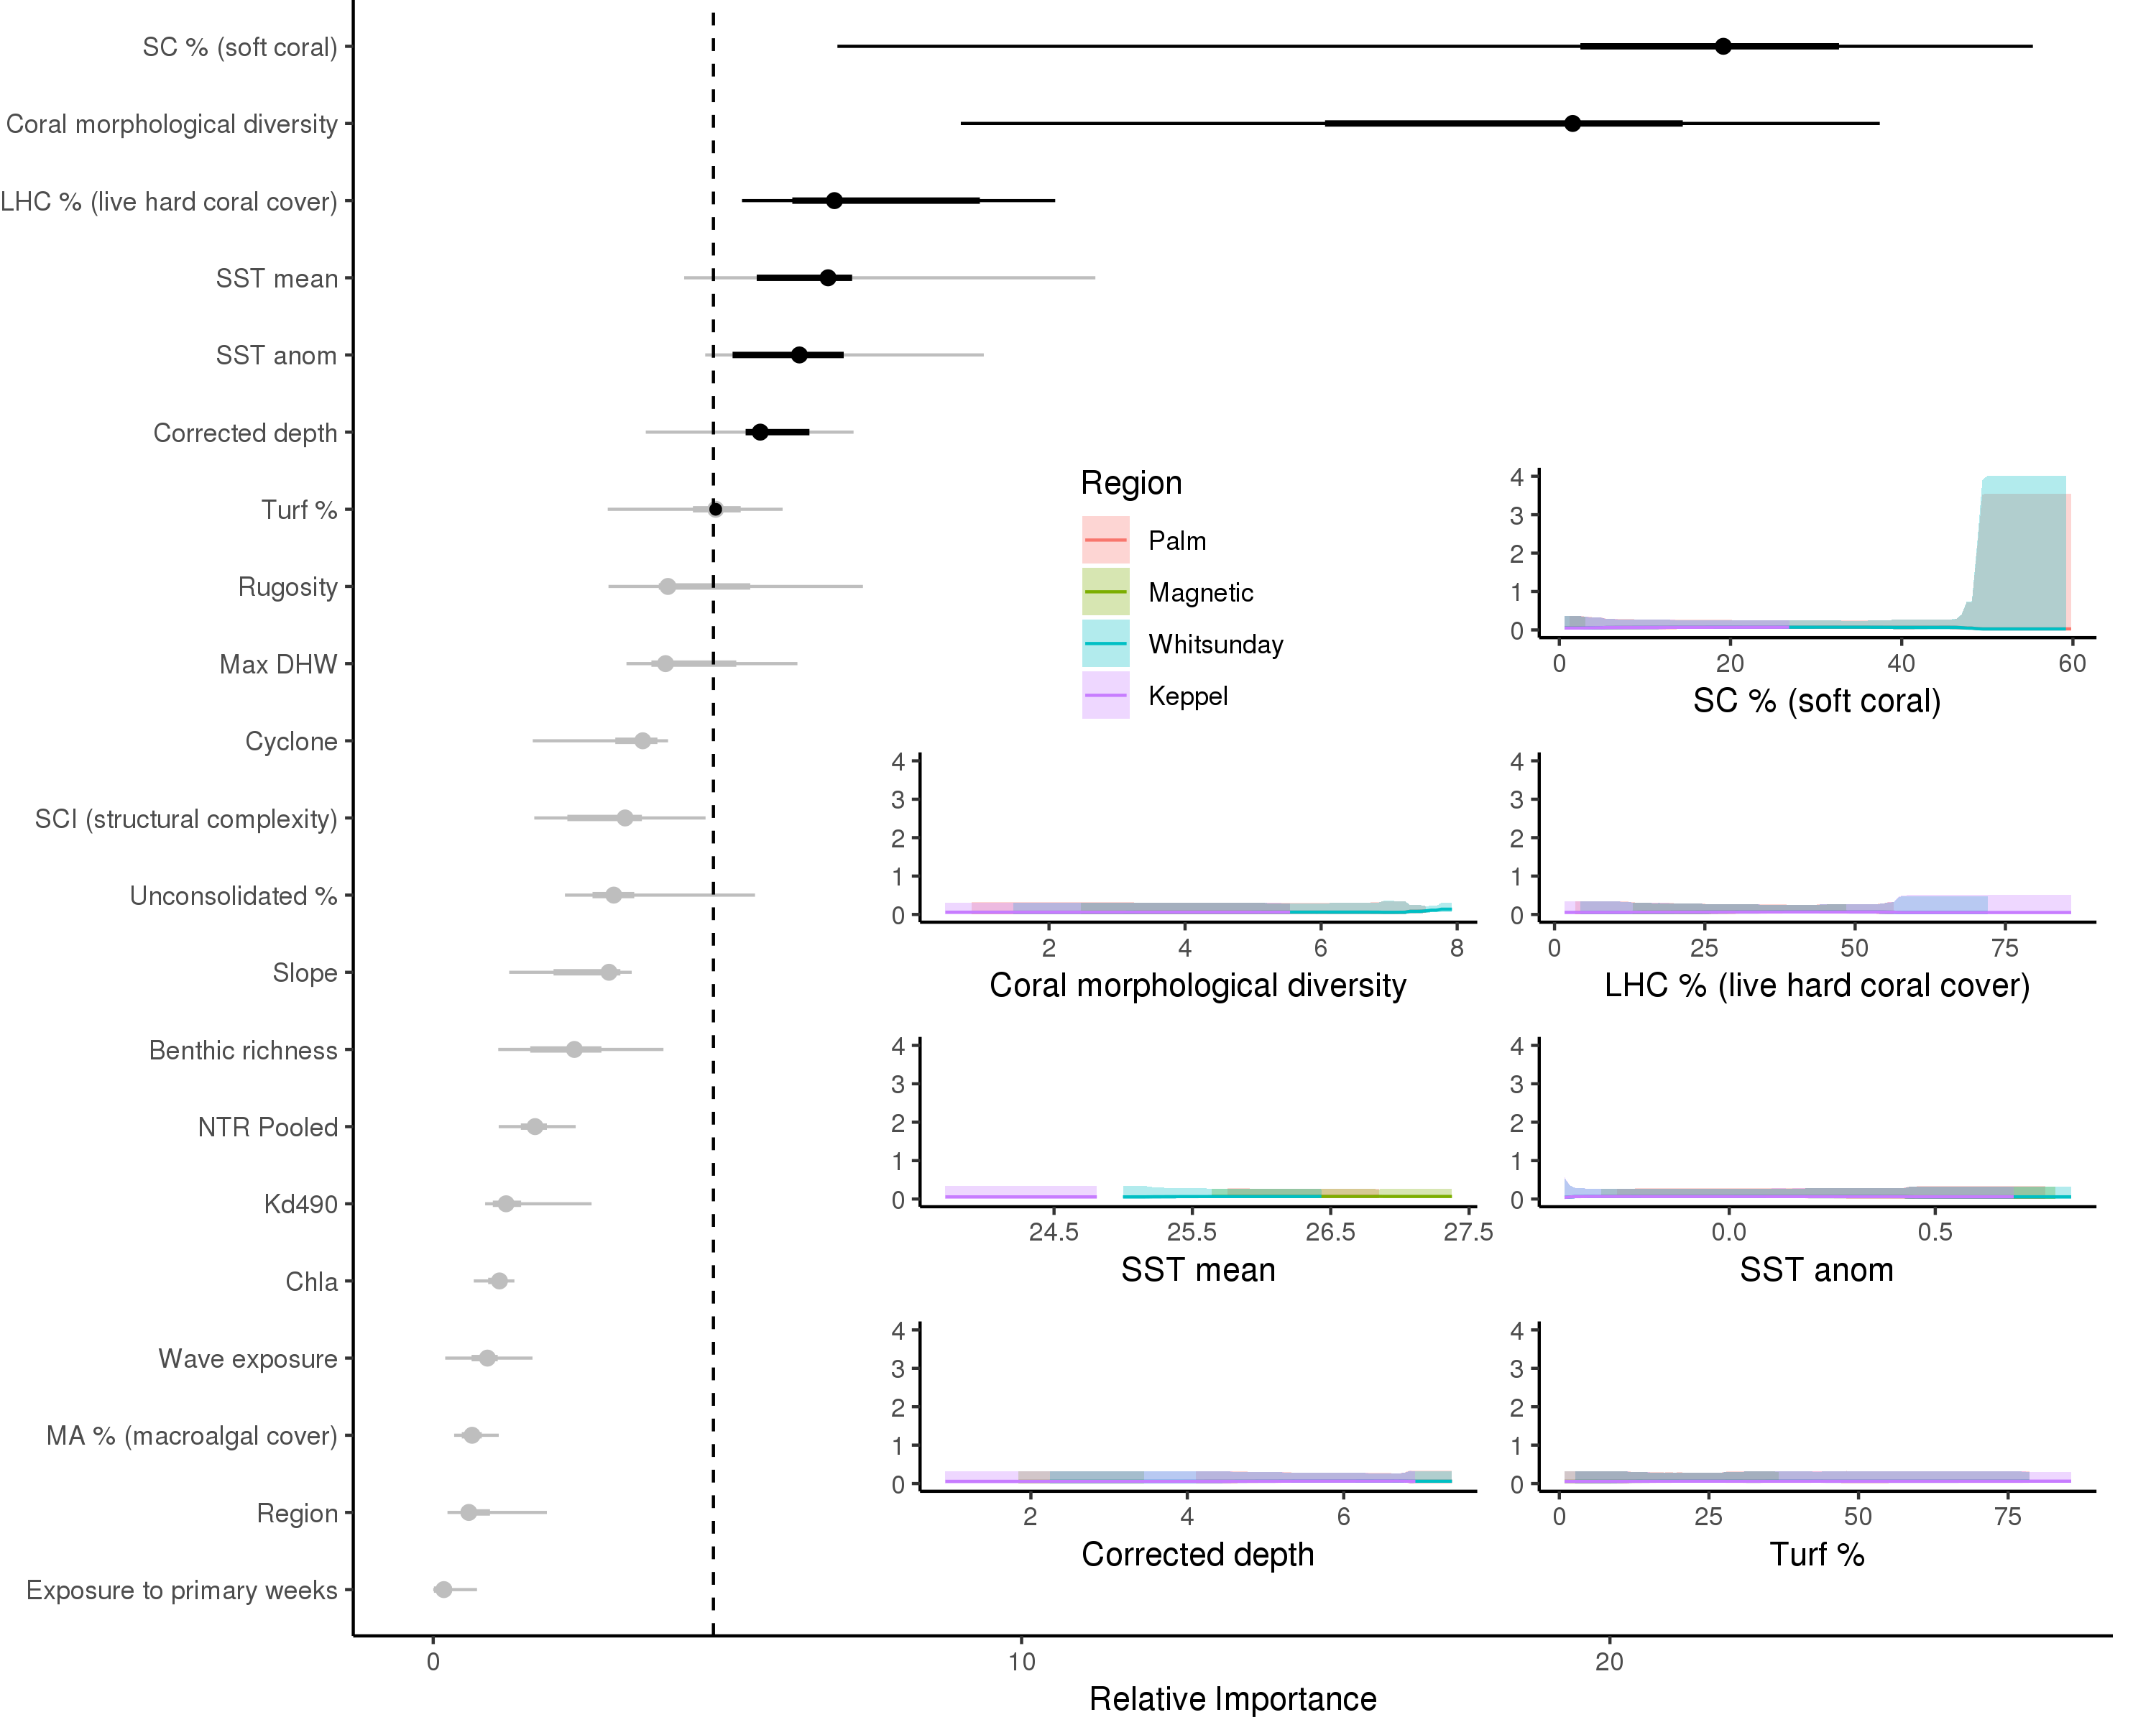 SC % (soft coral)
Coral morphological diversity
LHC % (live hard coral cover)
SST mean
SST anom
Corrected depth
Turf %
Rugosity
Max DHW
Cyclone
SCI (structural complexity)
Unconsolidated %
Slope
Benthic richness
NTR Pooled
Kd490
Chla
Wave exposure
MA % (macroalgal cover)
Region
Exposure to primary weeks
0 10 20
Relative Importance
Region
Palm
Magnetic
Whitsunday
Keppel
4
3
2
1
0
0 20 40 60
SC % (soft coral)
4
3
2
1
0
2 4 6 8
Coral morphological diversity
4
3
2
1
0
0 25 50 75
LHC % (live hard coral cover)
4
3
2
1
0
24.5 25.5 26.5 27.5
SST mean
4
3
2
1
0
0.0 0.5
SST anom
4
3
2
1
0
2 4 6
Corrected depth
4
3
2
1
0
0 25 50 75
Turf %